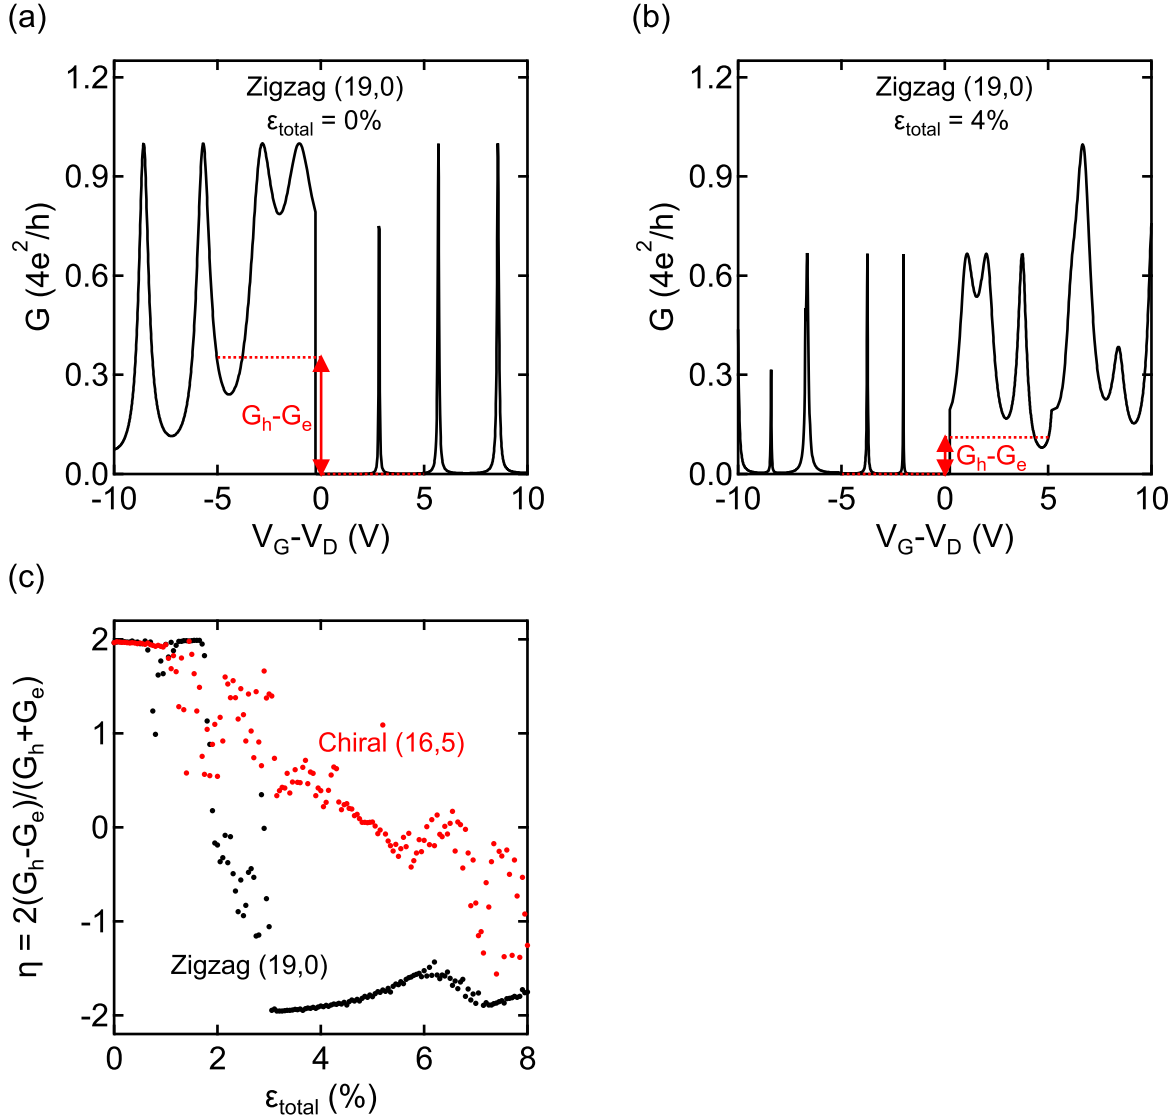 (a)
Zigzag (19,0)
ε_total = 0%
G (4e²/h)
1.2
0.9
0.6
0.3
0.0
G_h-G_e
-10 -5 0 5 10
V_G-V_D (V)
(b)
Zigzag (19,0)
ε_total = 4%
G (4e²/h)
1.2
0.9
0.6
0.3
0.0
G_h-G_e
-10 -5 0 5 10
V_G-V_D (V)
(c)
η = 2(G_h-G_e)/(G_h+G_e)
2
1
0
-1
-2
Chiral (16,5)
Zigzag (19,0)
0 2 4 6 8
ε_total (%)